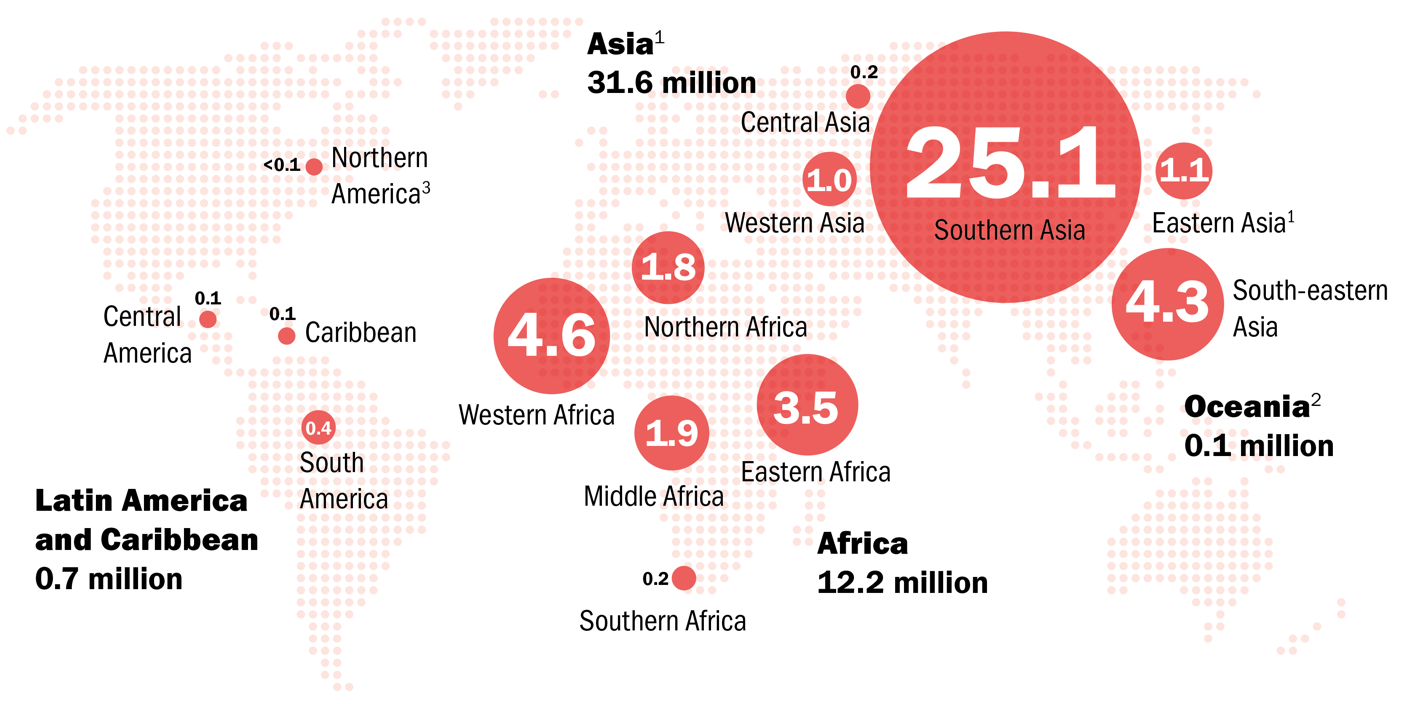 Asia¹
31.6 million
0.2
Central Asia
1.0
Western Asia
25.1
Southern Asia
1.1
Eastern Asia¹
4.3
South-eastern
Asia
<0.1
Northern
America³
0.1
Central
America
0.1
Caribbean
0.4
South
America
Latin America
and Caribbean
0.7 million
1.8
Northern Africa
4.6
Western Africa
1.9
Middle Africa
3.5
Eastern Africa
0.2
Southern Africa
Africa
12.2 million
Oceania²
0.1 million